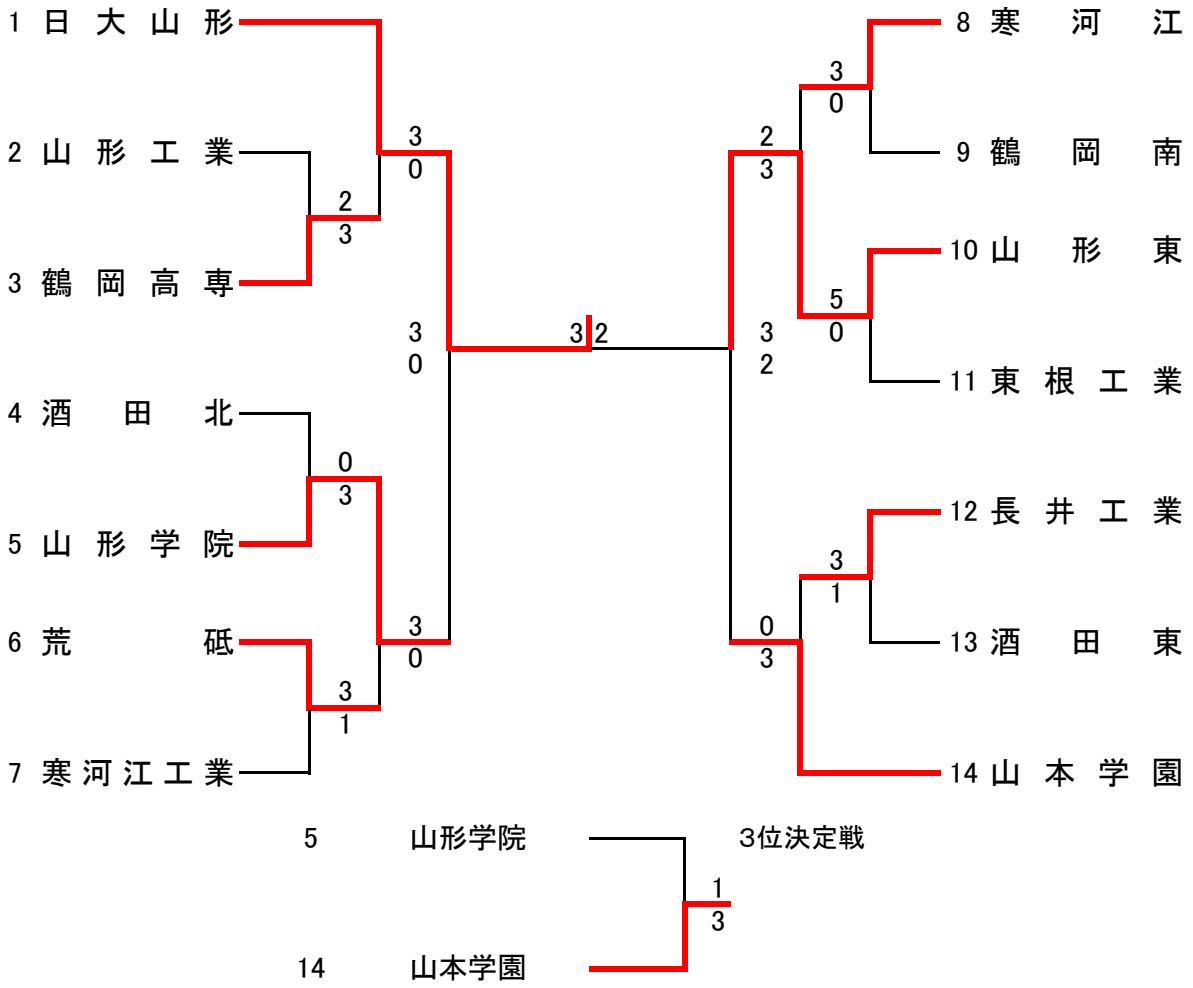 1 日大山形
8 寒河江
3
0
2 山形工業
3
0
2
3
9 鶴岡南
2
3
10 山形東
3 鶴岡高専
5
0
3
0
3 2
3
2
11 東根工業
4 酒田北
0
3
12 長井工業
5 山形学院
3
1
6 荒砥
3
0
0
3
13 酒田東
3
1
7 寒河江工業
14 山本学園
5 山形学院 3位決定戦
1
3
14 山本学園